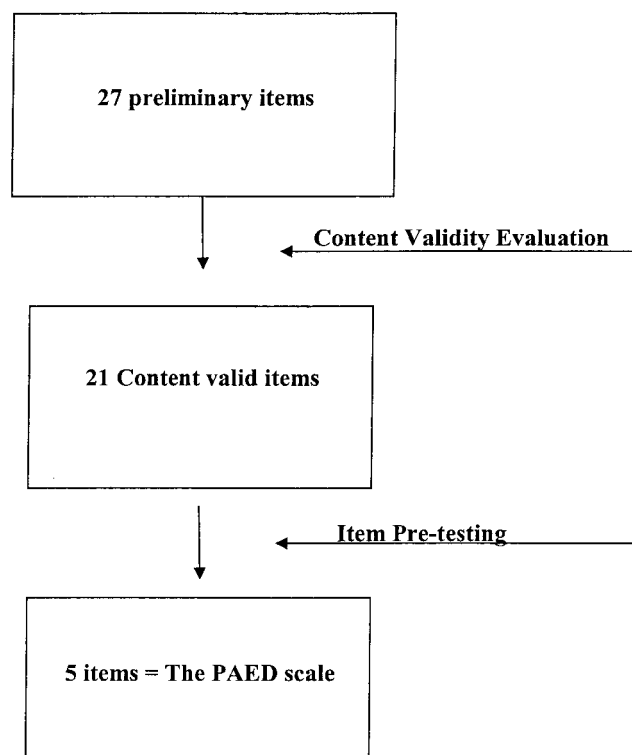 27 preliminary items
Content Validity Evaluation
21 Content valid items
Item Pre-testing
5 items = The PAED scale